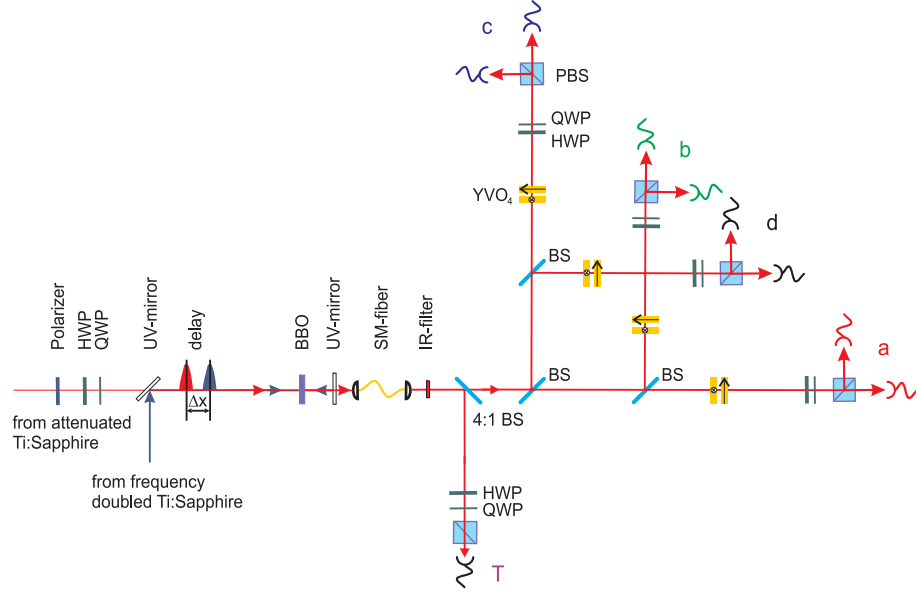 c
PBS
QWP
HWP
b
YVO4
d
BS
Polarizer
HWP
QWP
UV-mirror
delay
BBO
UV-mirror
SM-fiber
IR-filter
a
Δx
BS
BS
4:1 BS
from attenuated
Ti:Sapphire
from frequency
doubled Ti:Sapphire
HWP
QWP
T